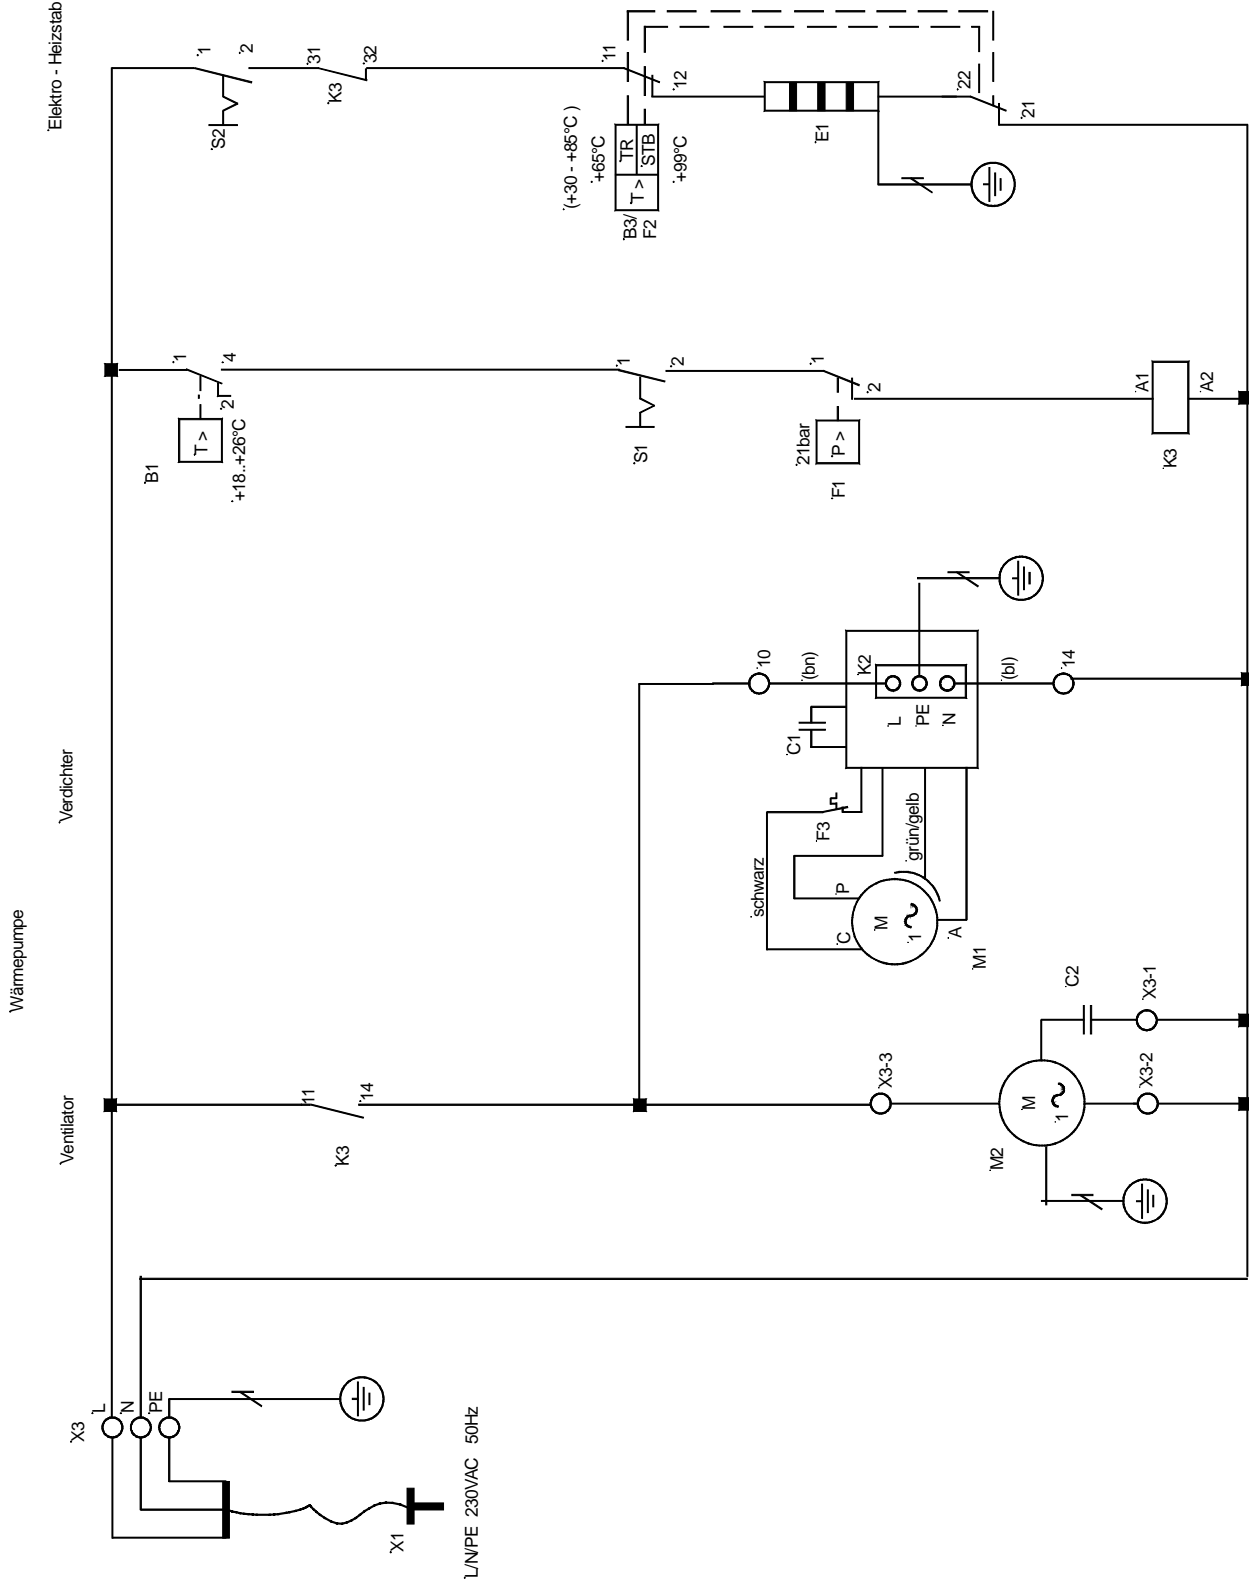 Wärmepumpe
Ventilator
Verdichter
Elektro - Heizstab
X3
L
N
PE
X1
L/N/PE 230VAC 50Hz
11
14
K3
X3-3
M
1
M2
C2
X3-1
X3-2
schwarz
F3
C
P
grün/gelb
M
1
A
M1
C1
10
(bn)
K2
L
PE
N
(bl)
14
B1
T >
+18..+26°C
1
4
2
S1
1
2
21bar
P >
F1
1
2
A1
A2
K3
S2
1
2
31
32
K3
(+30 - +85°C )
+65°C
TR
STB
T >
+99°C
B3/
F2
11
12
E1
22
21